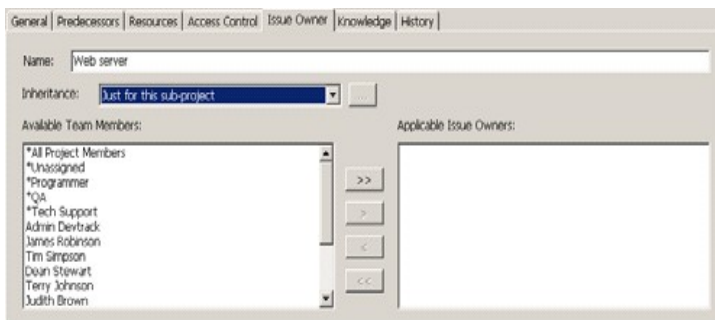 General Predecessors Resources Access Control Issue Owner Knowledge History
Name: Web server
Inheritance: Just for this sub-project ...
Available Team Members: Applicable Issue Owners:
*All Project Members
*Unassigned
*Programmer
*QA
*Tech Support
Admin Devtrack
James Robinson
Tim Simpson
Dean Stewart
Terry Johnson
Judith Brown
>>
>
<
<<